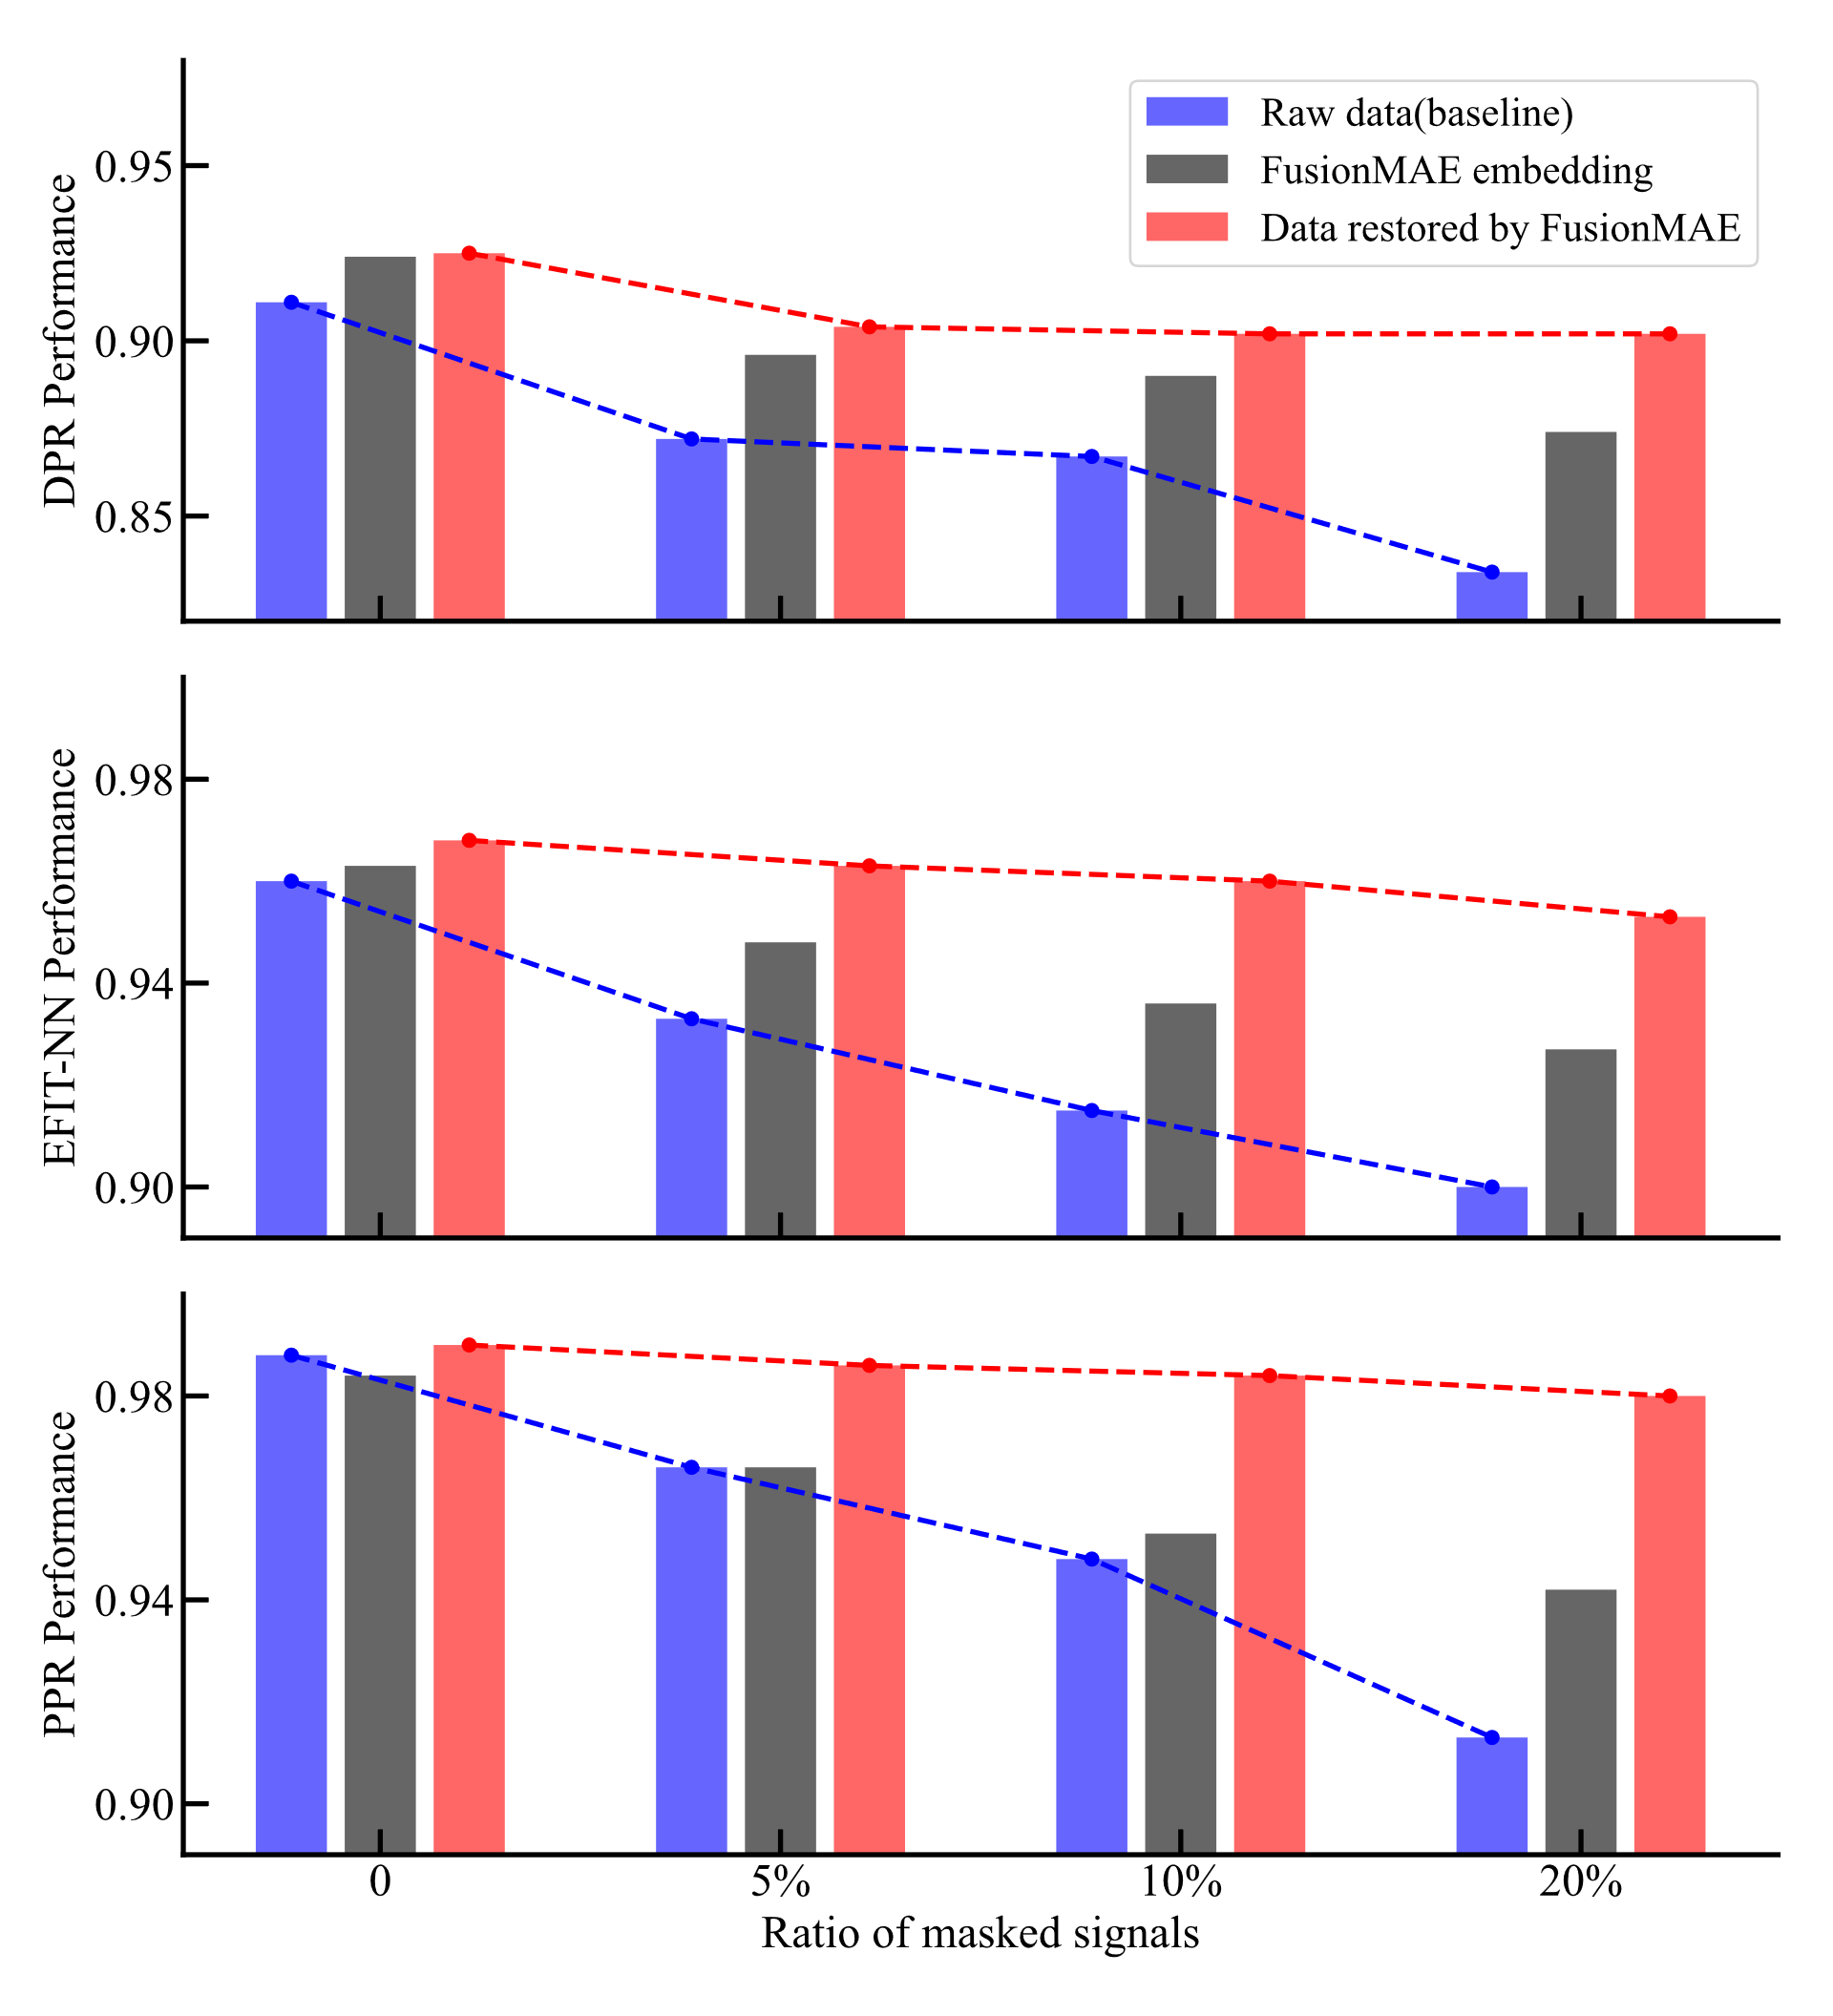 Raw data(baseline)
FusionMAE embedding
Data restored by FusionMAE
DPR Performance
0.95
0.90
0.85
EFIT-NN Performance
0.98
0.94
0.90
PPR Performance
0.98
0.94
0.90
0 5% 10% 20%
Ratio of masked signals